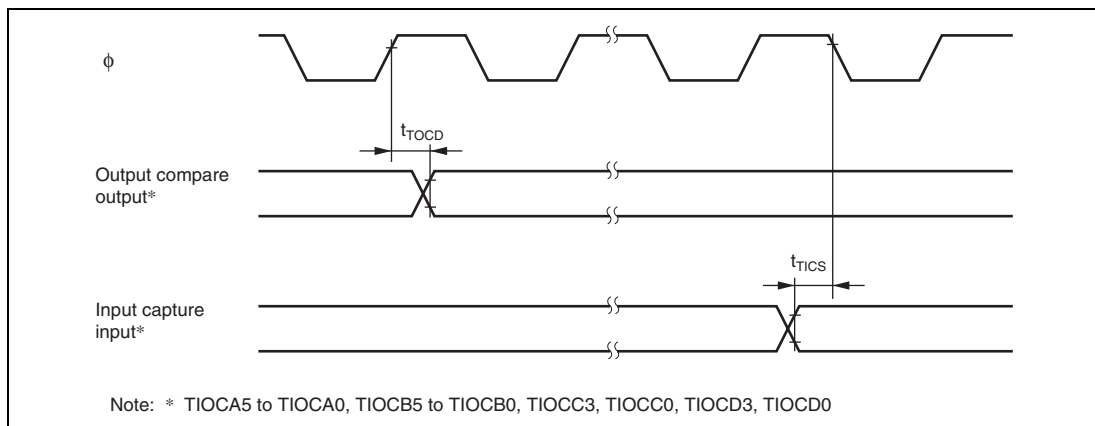 ϕ
tTOCD
Output compare
output*
tTICS
Input capture
input*
Note: * TIOCA5 to TIOCA0, TIOCB5 to TIOCB0, TIOCC3, TIOCC0, TIOCD3, TIOCD0